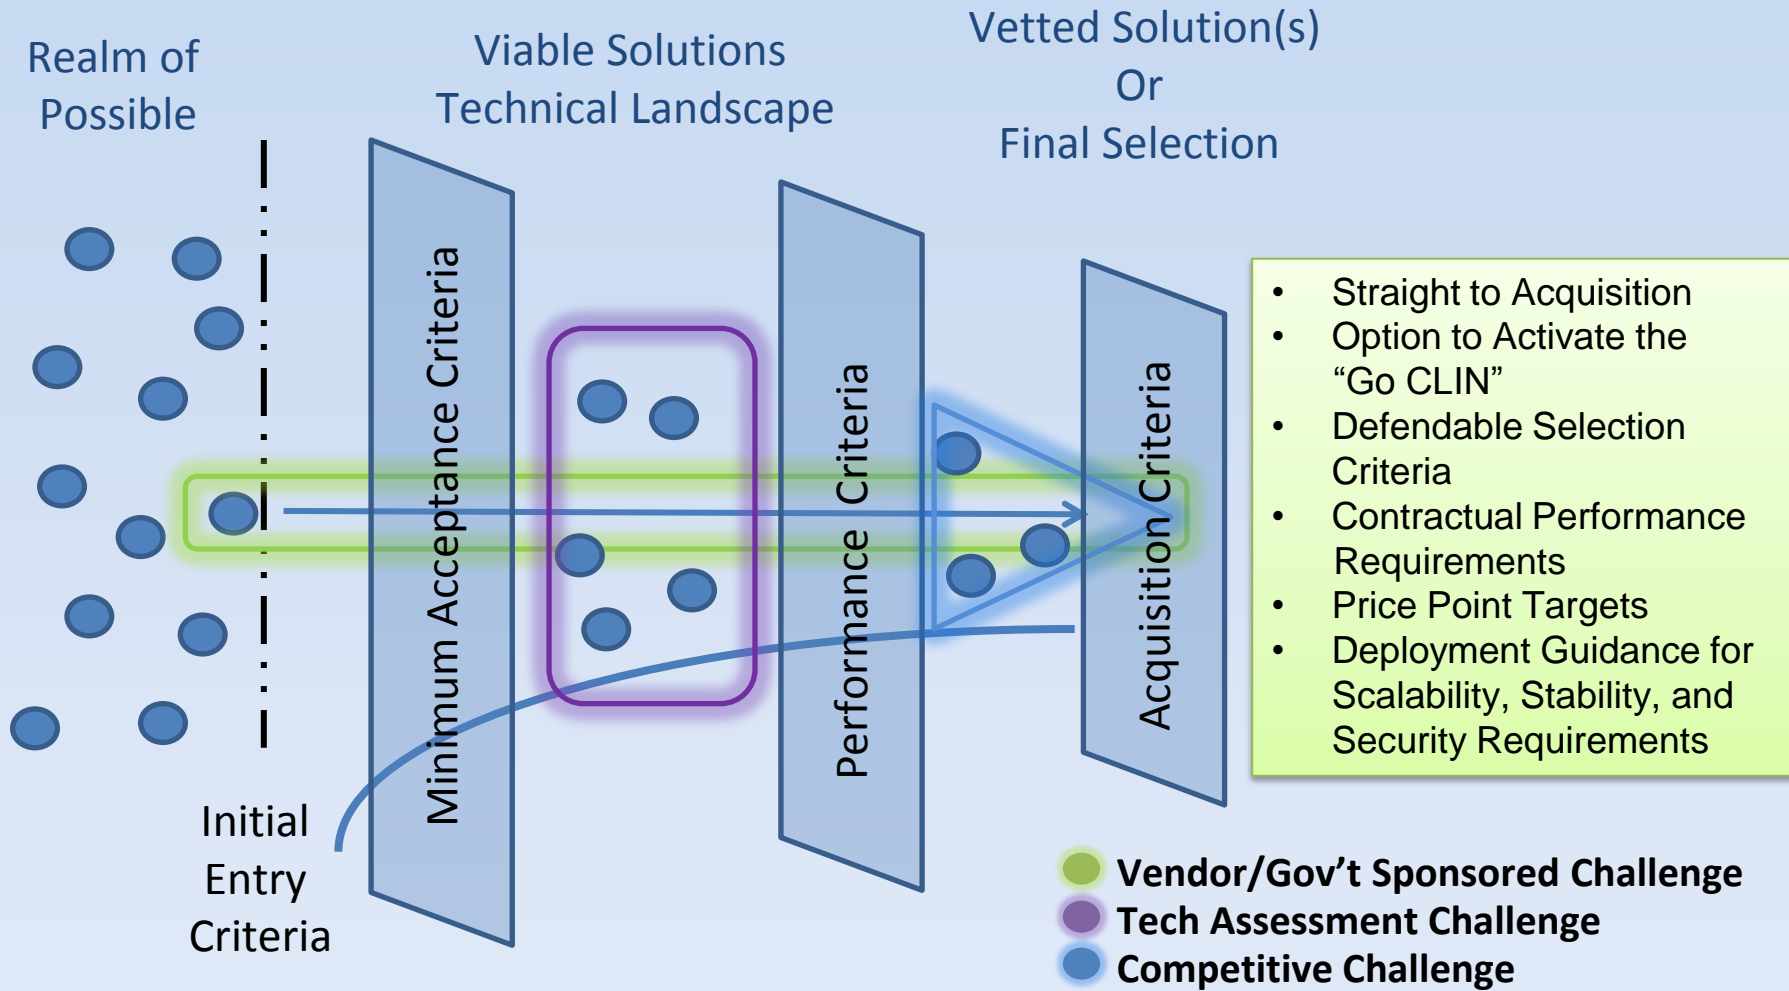 Realm of
Possible
Viable Solutions
Technical Landscape
Vetted Solution(s)
Or
Final Selection
Minimum Acceptance Criteria
Performance Criteria
Acquisition Criteria
• Straight to Acquisition
• Option to Activate the
“Go CLIN”
• Defendable Selection
Criteria
• Contractual Performance
Requirements
• Price Point Targets
• Deployment Guidance for
Scalability, Stability, and
Security Requirements
Initial
Entry
Criteria
Vendor/Gov’t Sponsored Challenge
Tech Assessment Challenge
Competitive Challenge